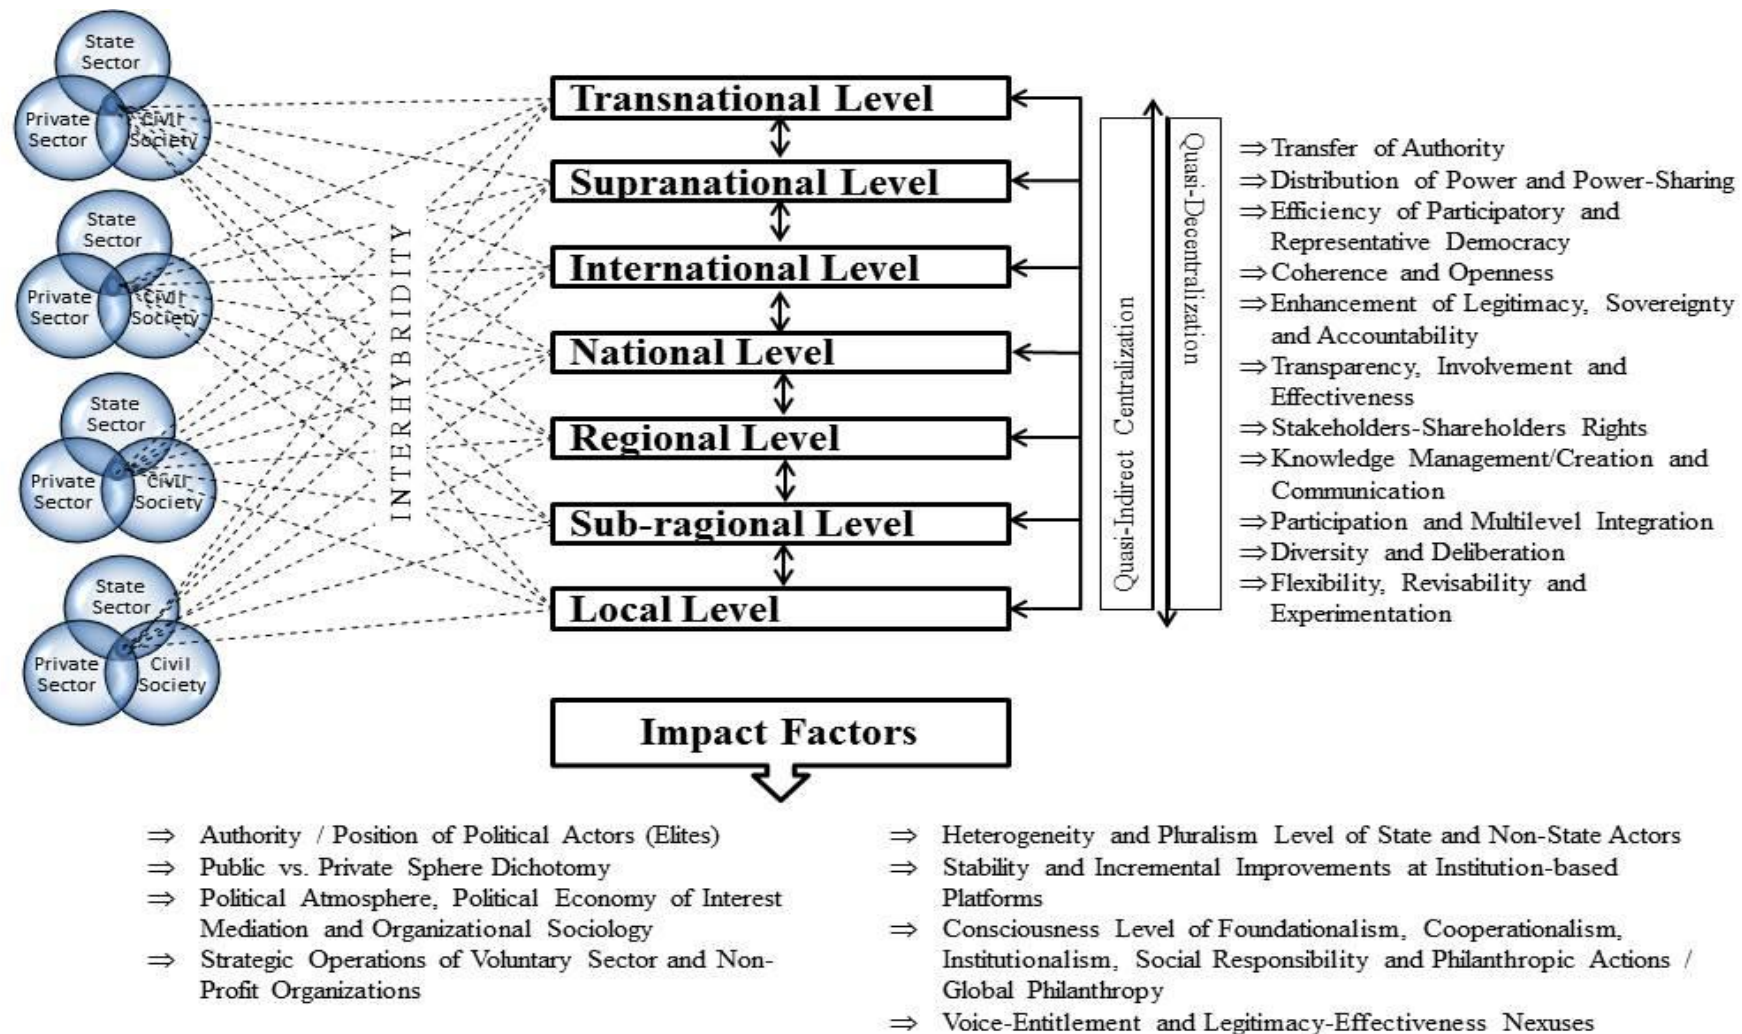 State
Sector
Private
Sector
Civil
Society
State
Sector
Private
Sector
Civil
Society
State
Sector
Private
Sector
Civil
Society
State
Sector
Private
Sector
Civil
Society
INTERHYBRIDITY
Transnational Level
Supranational Level
International Level
National Level
Regional Level
Sub-ragional Level
Local Level
Quasi-Indirect Centralization
Quasi-Decentralization
⇒Transfer of Authority
⇒Distribution of Power and Power-Sharing
⇒Efficiency of Participatory and
Representative Democracy
⇒Coherence and Openness
⇒Enhancement of Legitimacy, Sovereignty
and Accountability
⇒Transparency, Involvement and
Effectiveness
⇒Stakeholders-Shareholders Rights
⇒Knowledge Management/Creation and
Communication
⇒Participation and Multilevel Integration
⇒Diversity and Deliberation
⇒Flexibility, Revisability and
Experimentation
Impact Factors
⇒ Authority / Position of Political Actors (Elites)
⇒ Public vs. Private Sphere Dichotomy
⇒ Political Atmosphere, Political Economy of Interest
Mediation and Organizational Sociology
⇒ Strategic Operations of Voluntary Sector and Non-
Profit Organizations
⇒ Heterogeneity and Pluralism Level of State and Non-State Actors
⇒ Stability and Incremental Improvements at Institution-based
Platforms
⇒ Consciousness Level of Foundationalism, Cooperationalism,
Institutionalism, Social Responsibility and Philanthropic Actions /
Global Philanthropy
⇒ Voice-Entitlement and Legitimacy-Effectiveness Nexuses